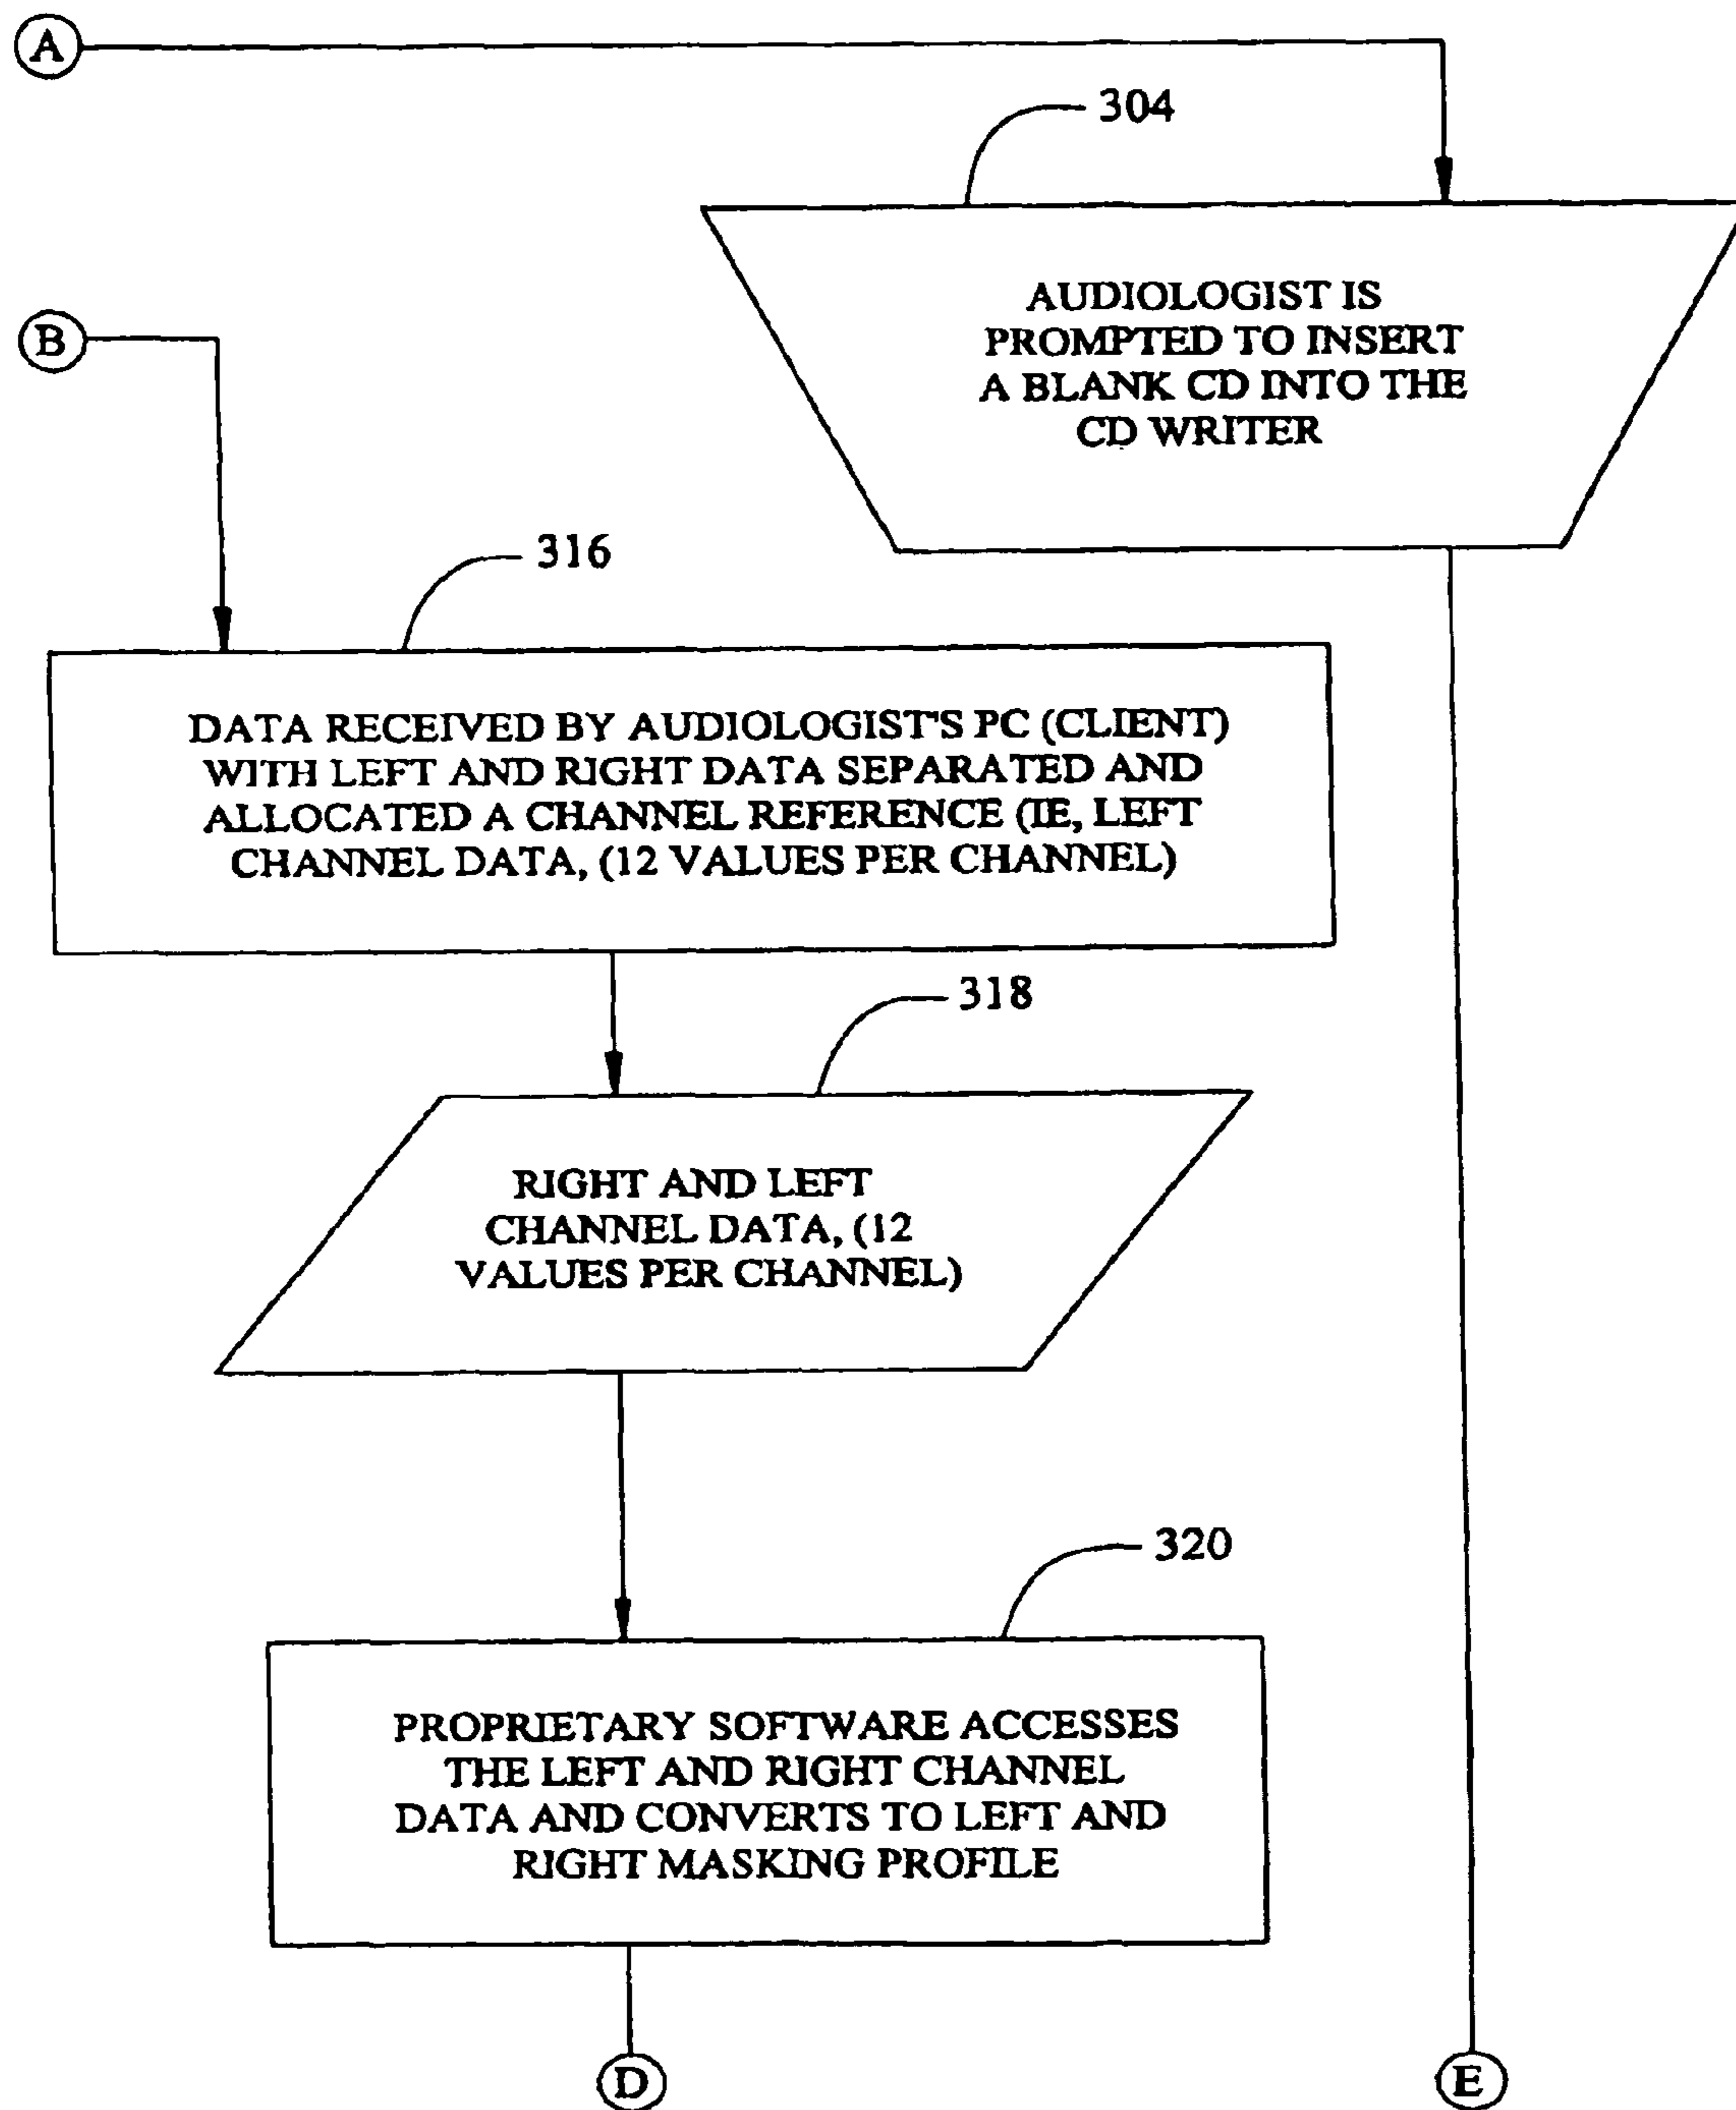 A
304
AUDIOLOGIST IS
PROMPTED TO INSERT
A BLANK CD INTO THE
CD WRITER
B
316
DATA RECEIVED BY AUDIOLOGIST'S PC (CLIENT)
WITH LEFT AND RIGHT DATA SEPARATED AND
ALLOCATED A CHANNEL REFERENCE (IE, LEFT
CHANNEL DATA, (12 VALUES PER CHANNEL)
318
RIGHT AND LEFT
CHANNEL DATA, (12
VALUES PER CHANNEL)
320
PROPRIETARY SOFTWARE ACCESSES
THE LEFT AND RIGHT CHANNEL
DATA AND CONVERTS TO LEFT AND
RIGHT MASKING PROFILE
D
E